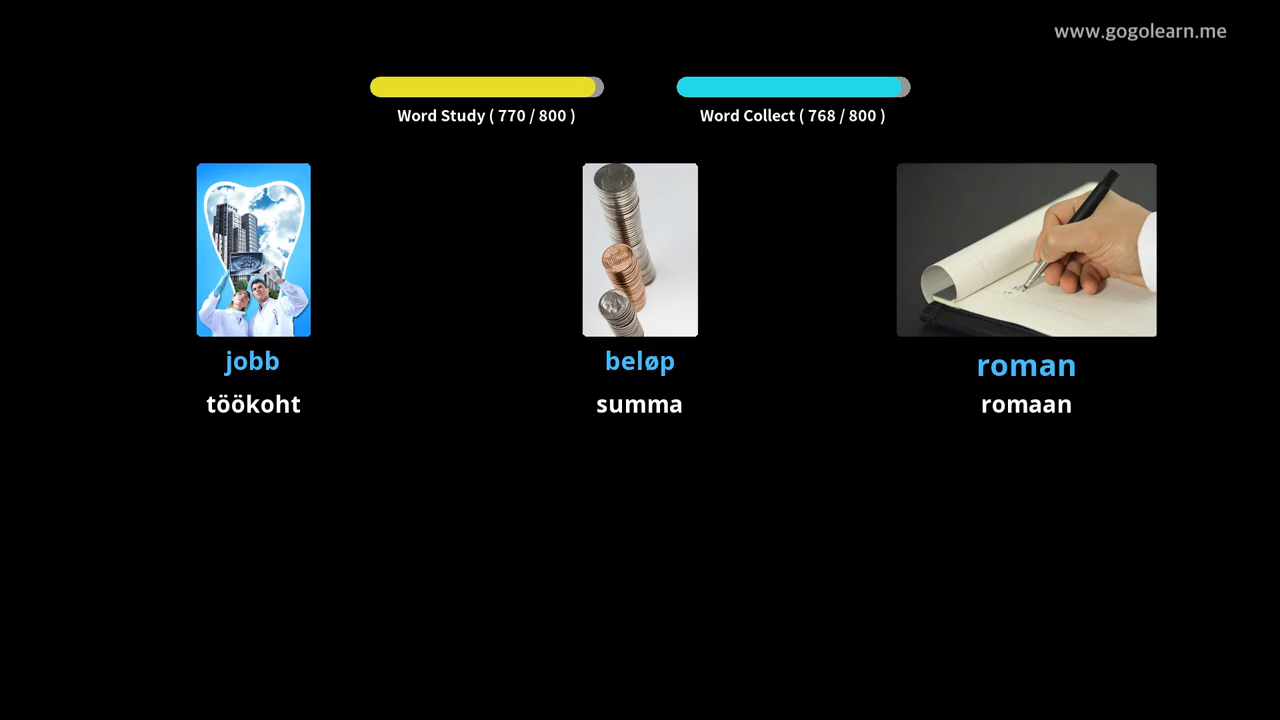 www.gogolearn.me
Word Study ( 770 / 800 )
Word Collect ( 768 / 800 )
jobb
beløp
roman
töökoht
summa
romaan